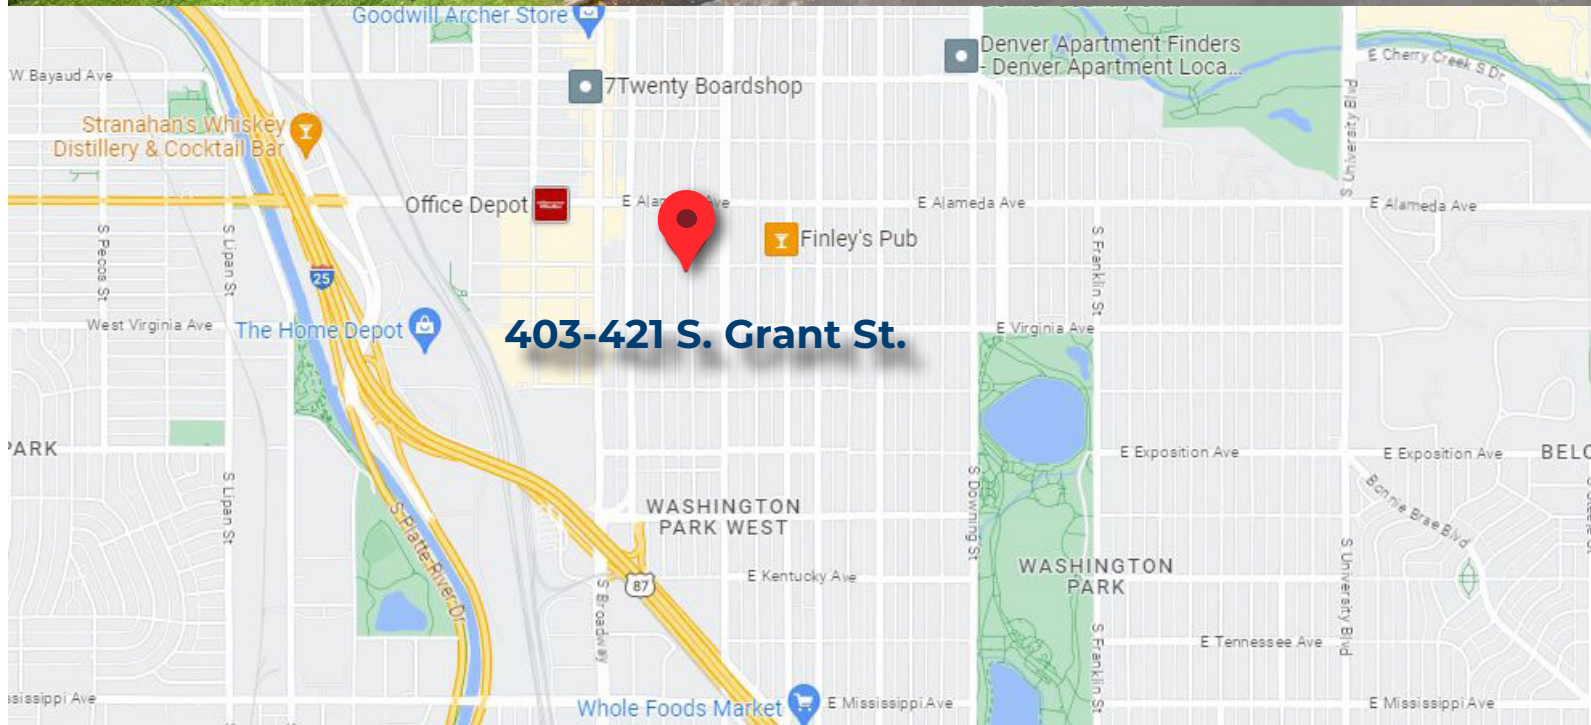 Goodwill Archer Store
Denver Apartment Finders
- Denver Apartment Loca...
E Cherry Creek S Dr
W Bayaud Ave
7Twenty Boardshop
S University Blvd
Stranahan's Whiskey
Distillery & Cocktail Bar
Office Depot
E Alameda Ave
E Alameda Ave
E Alameda Ave
S Pecos St
S Lipan St
Finley's Pub
S Franklin St
25
West Virginia Ave
The Home Depot
403-421 S. Grant St.
E Virginia Ave
PARK
E Exposition Ave
E Exposition Ave
BELC
S Lipan St
S Platte River Dr
WASHINGTON
PARK WEST
S Downing St
Bonnie Brae Blvd
WASHINGTON
PARK
E Kentucky Ave
87
S Broadway
S University Blvd
S Franklin St
E Tennessee Ave
ssissippi Ave
Whole Foods Market
E Mississippi Ave
E Mississippi Ave